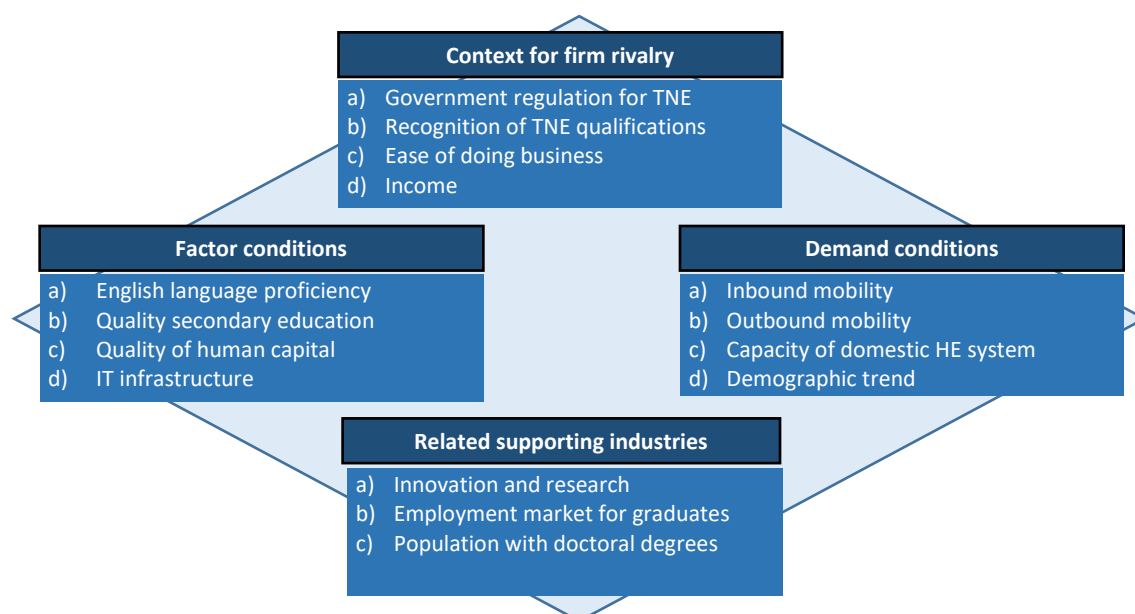 Context for firm rivalry
a) Government regulation for TNE
b) Recognition of TNE qualifications
c) Ease of doing business
d) Income
Factor conditions
a) English language proficiency
b) Quality secondary education
c) Quality of human capital
d) IT infrastructure
Demand conditions
a) Inbound mobility
b) Outbound mobility
c) Capacity of domestic HE system
d) Demographic trend
Related supporting industries
a) Innovation and research
b) Employment market for graduates
c) Population with doctoral degrees